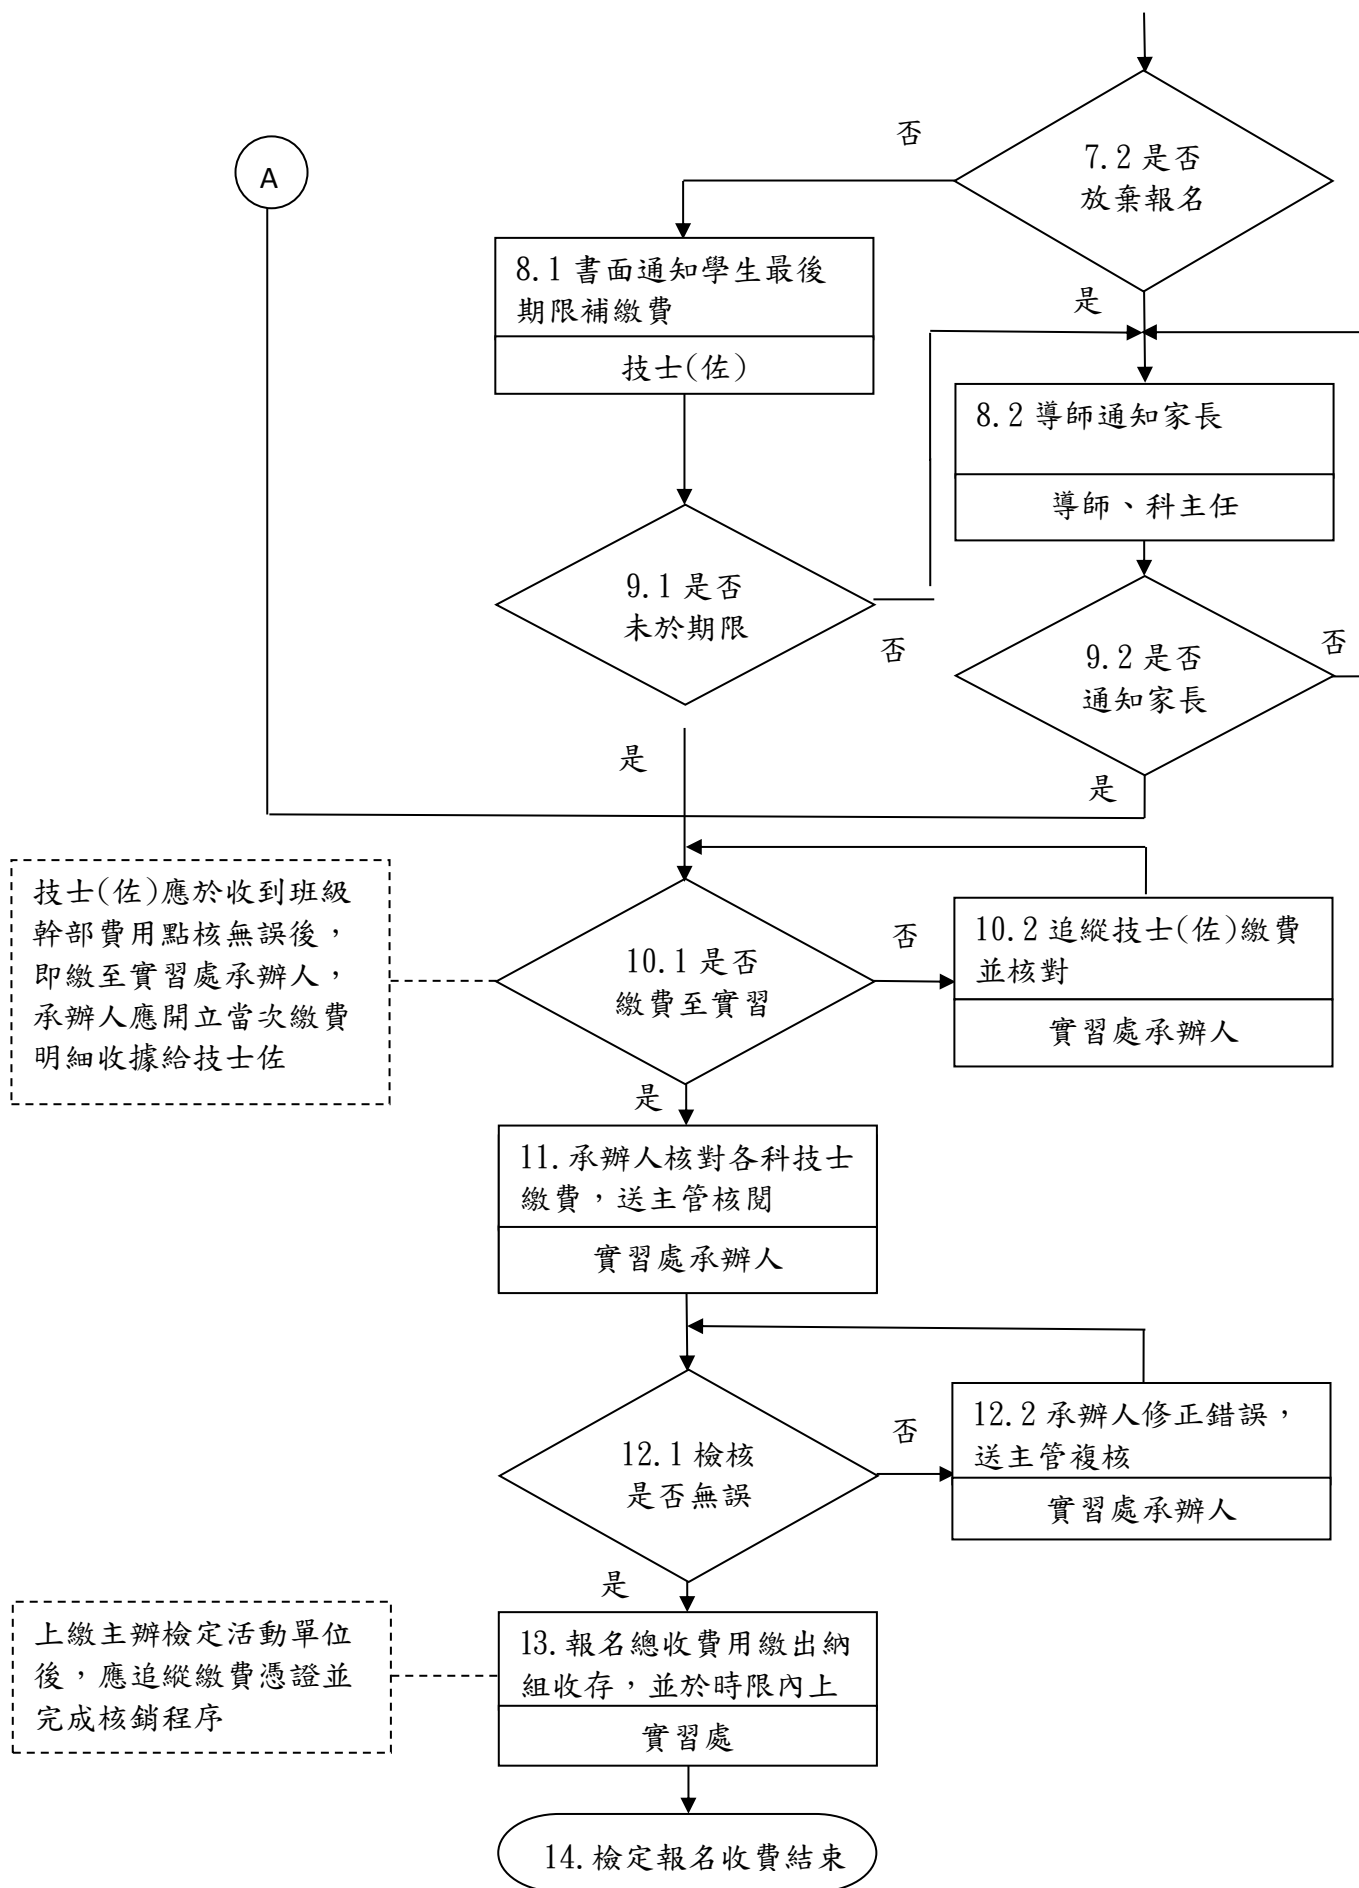 否
7.2 是否
放棄報名
A
8.1 書面通知學生最後
期限補繳費
技士(佐)
是
8.2 導師通知家長
導師、科主任
9.1 是否
未於期限
否
9.2 是否
通知家長
否
是
是
技士(佐)應於收到班級
幹部費用點核無誤後，
即繳至實習處承辦人，
承辦人應開立當次繳費
明細收據給技士佐
10.1 是否
繳費至實習
否
10.2 追縱技士(佐)繳費
並核對
實習處承辦人
是
11.承辦人核對各科技士
繳費，送主管核閱
實習處承辦人
12.1 檢核
是否無誤
否
12.2 承辦人修正錯誤，
送主管複核
實習處承辦人
是
上繳主辦檢定活動單位
後，應追縱繳費憑證並
完成核銷程序
13.報名總收費用繳出納
組收存，並於時限內上
實習處
14.檢定報名收費結束